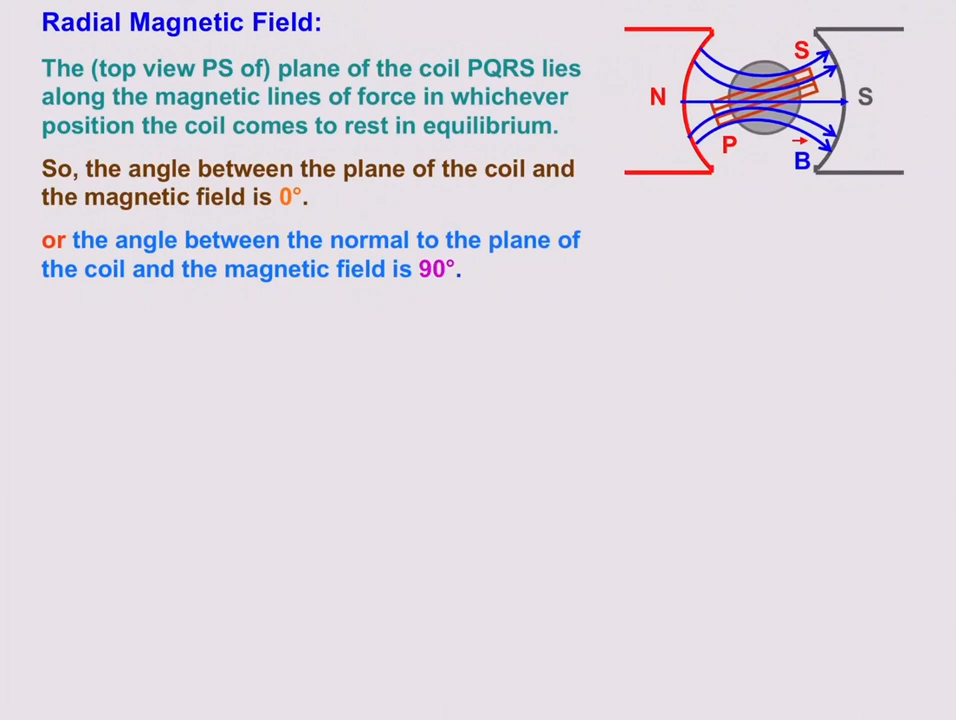 Radial Magnetic Field:
The (top view PS of) plane of the coil PQRS lies
along the magnetic lines of force in whichever
position the coil comes to rest in equilibrium.
So, the angle between the plane of the coil and
the magnetic field is 0°.
or the angle between the normal to the plane of
the coil and the magnetic field is 90°.
S
N
S
P
B